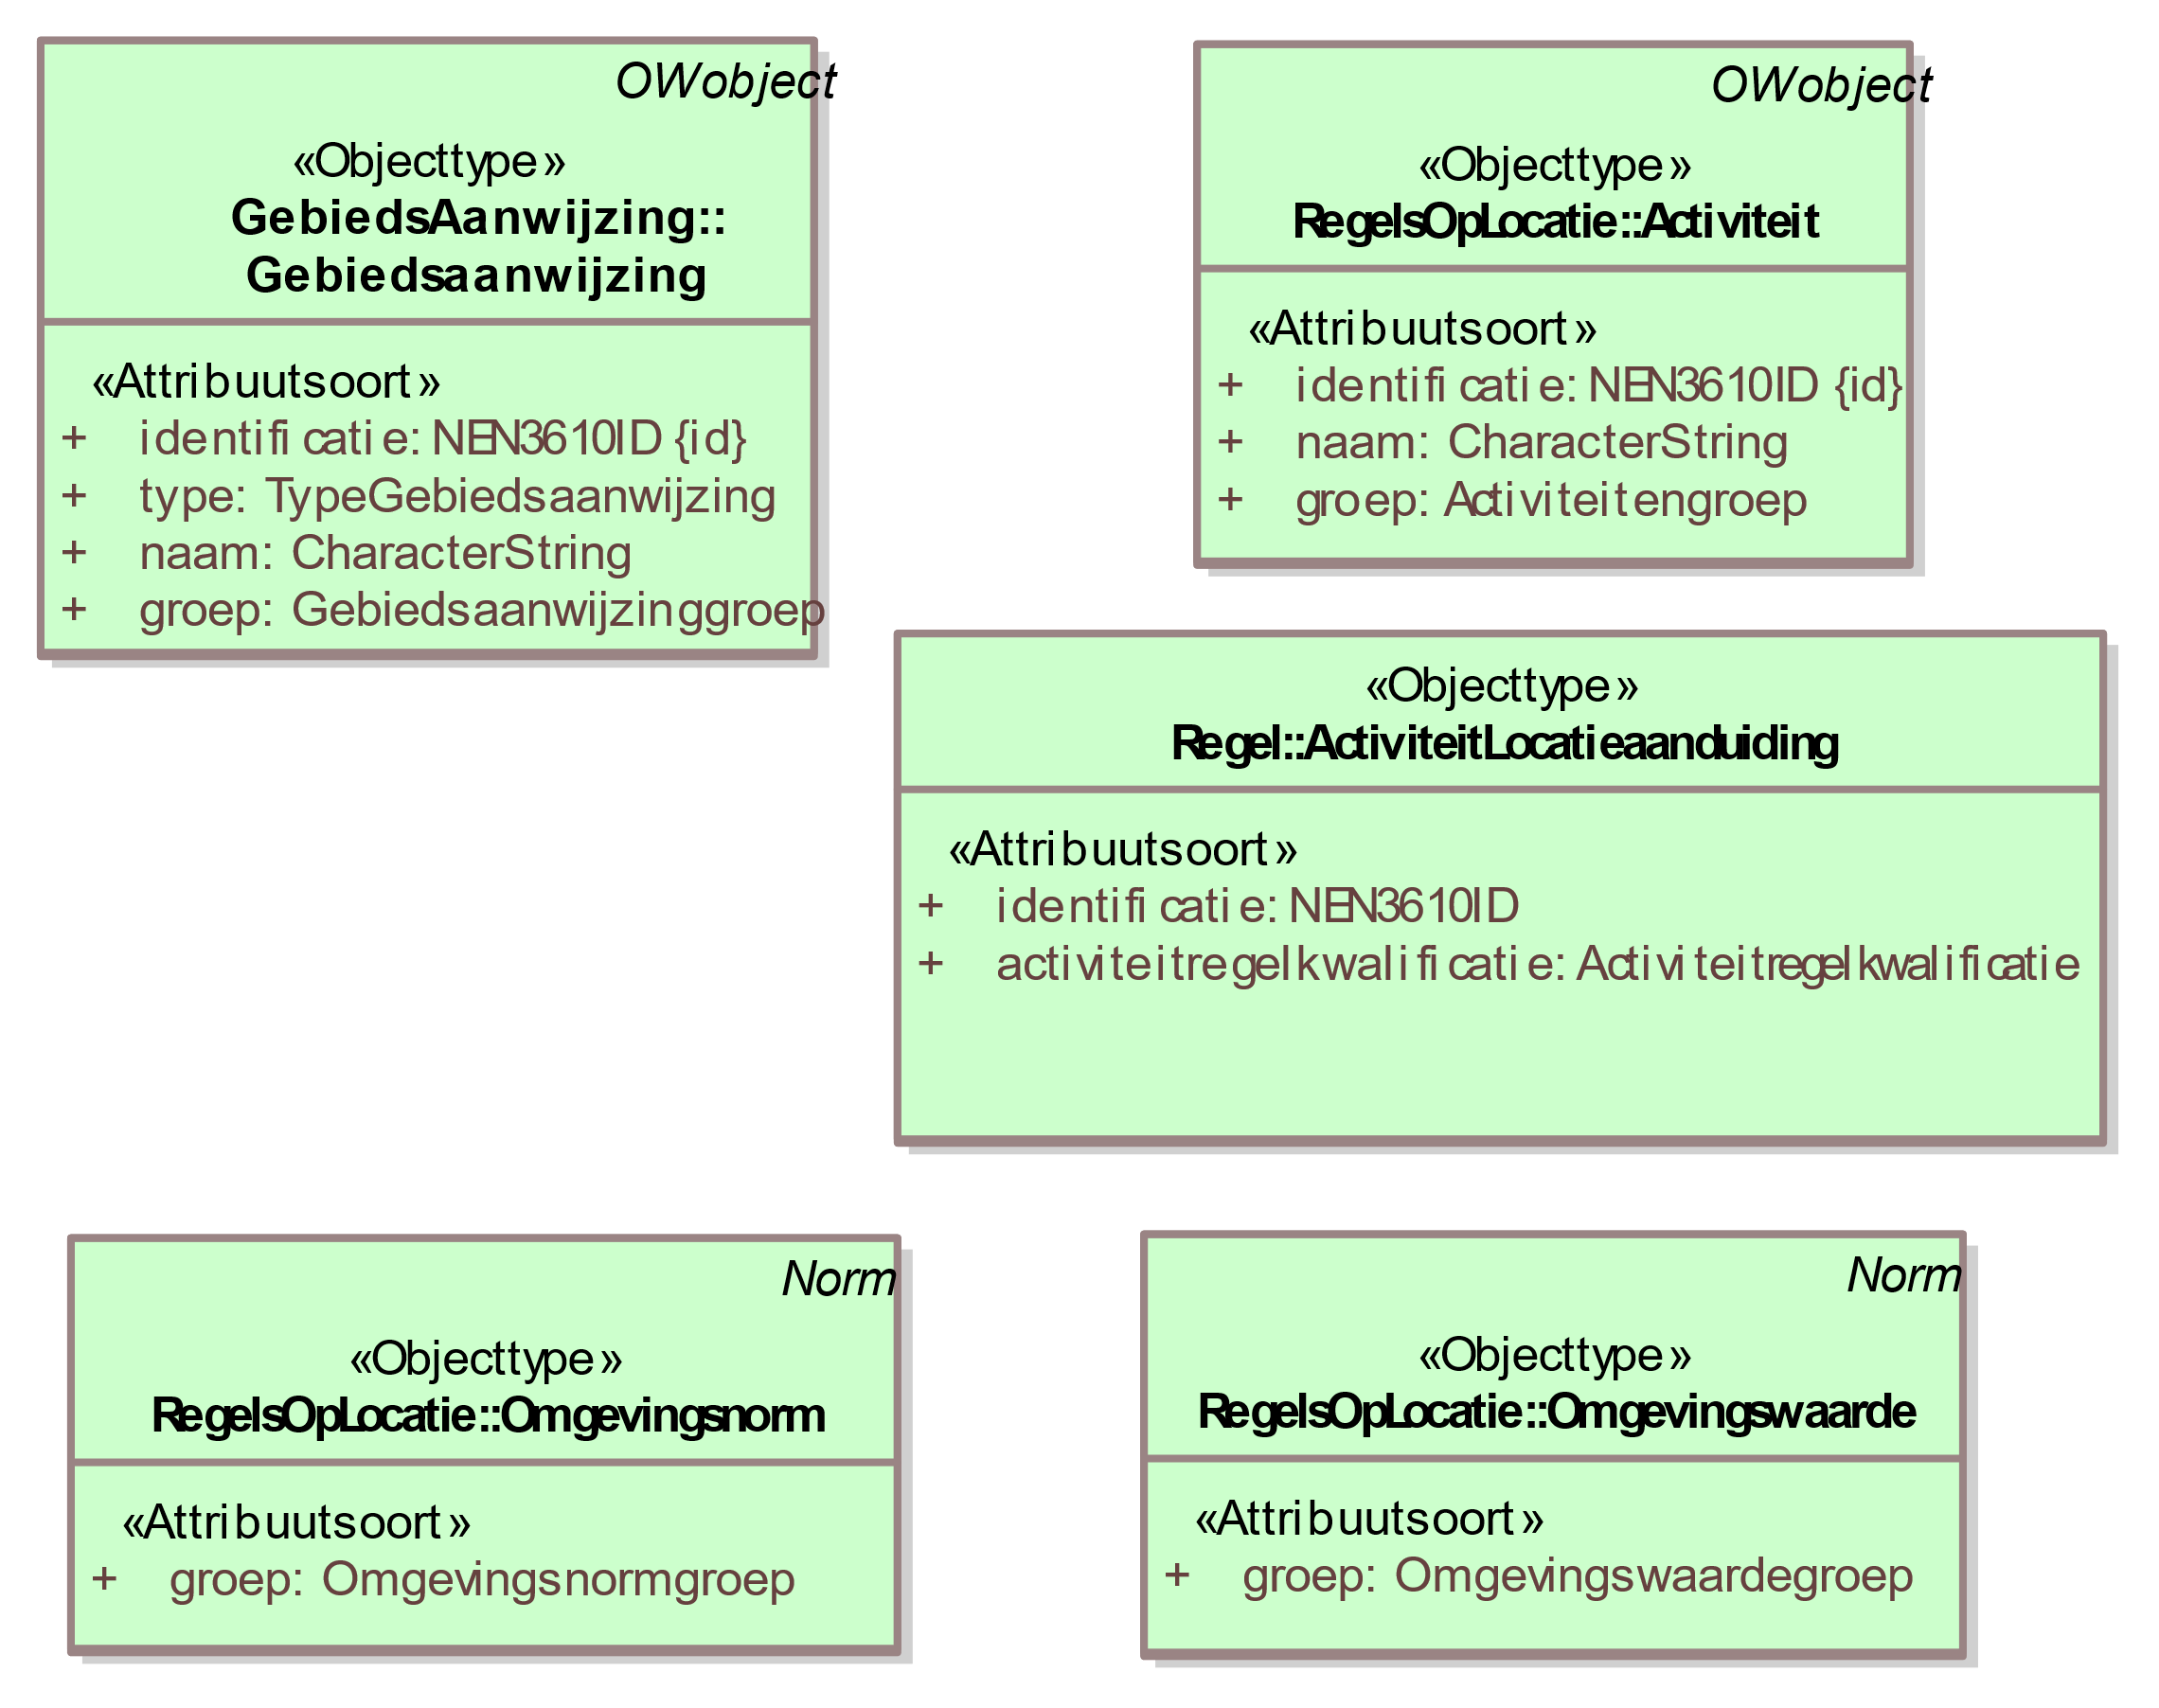 OWobject
«Objecttype»
GebiedsAanwijzing::
Gebiedsaanwijzing
«Attribuutsoort»
+ identificatie: NEN3610ID {id}
+ type: TypeGebiedsaanwijzing
+ naam: CharacterString
+ groep: Gebiedsaanwijzinggroep
OWobject
«Objecttype»
RegelsOpLocatie::Activiteit
«Attribuutsoort»
+ identificatie: NEN3610ID {id}
+ naam: CharacterString
+ groep: Activiteitengroep
«Objecttype»
Regel::ActiviteitLocatieaanduiding
«Attribuutsoort»
+ identificatie: NEN3610ID
+ activiteitregelkwalificatie: Activiteitregelkwalificatie
Norm
«Objecttype»
RegelsOpLocatie::Omgevingsnorm
«Attribuutsoort»
+ groep: Omgevingsnormgroep
Norm
«Objecttype»
RegelsOpLocatie::Omgevingswaarde
«Attribuutsoort»
+ groep: Omgevingswaardegroep